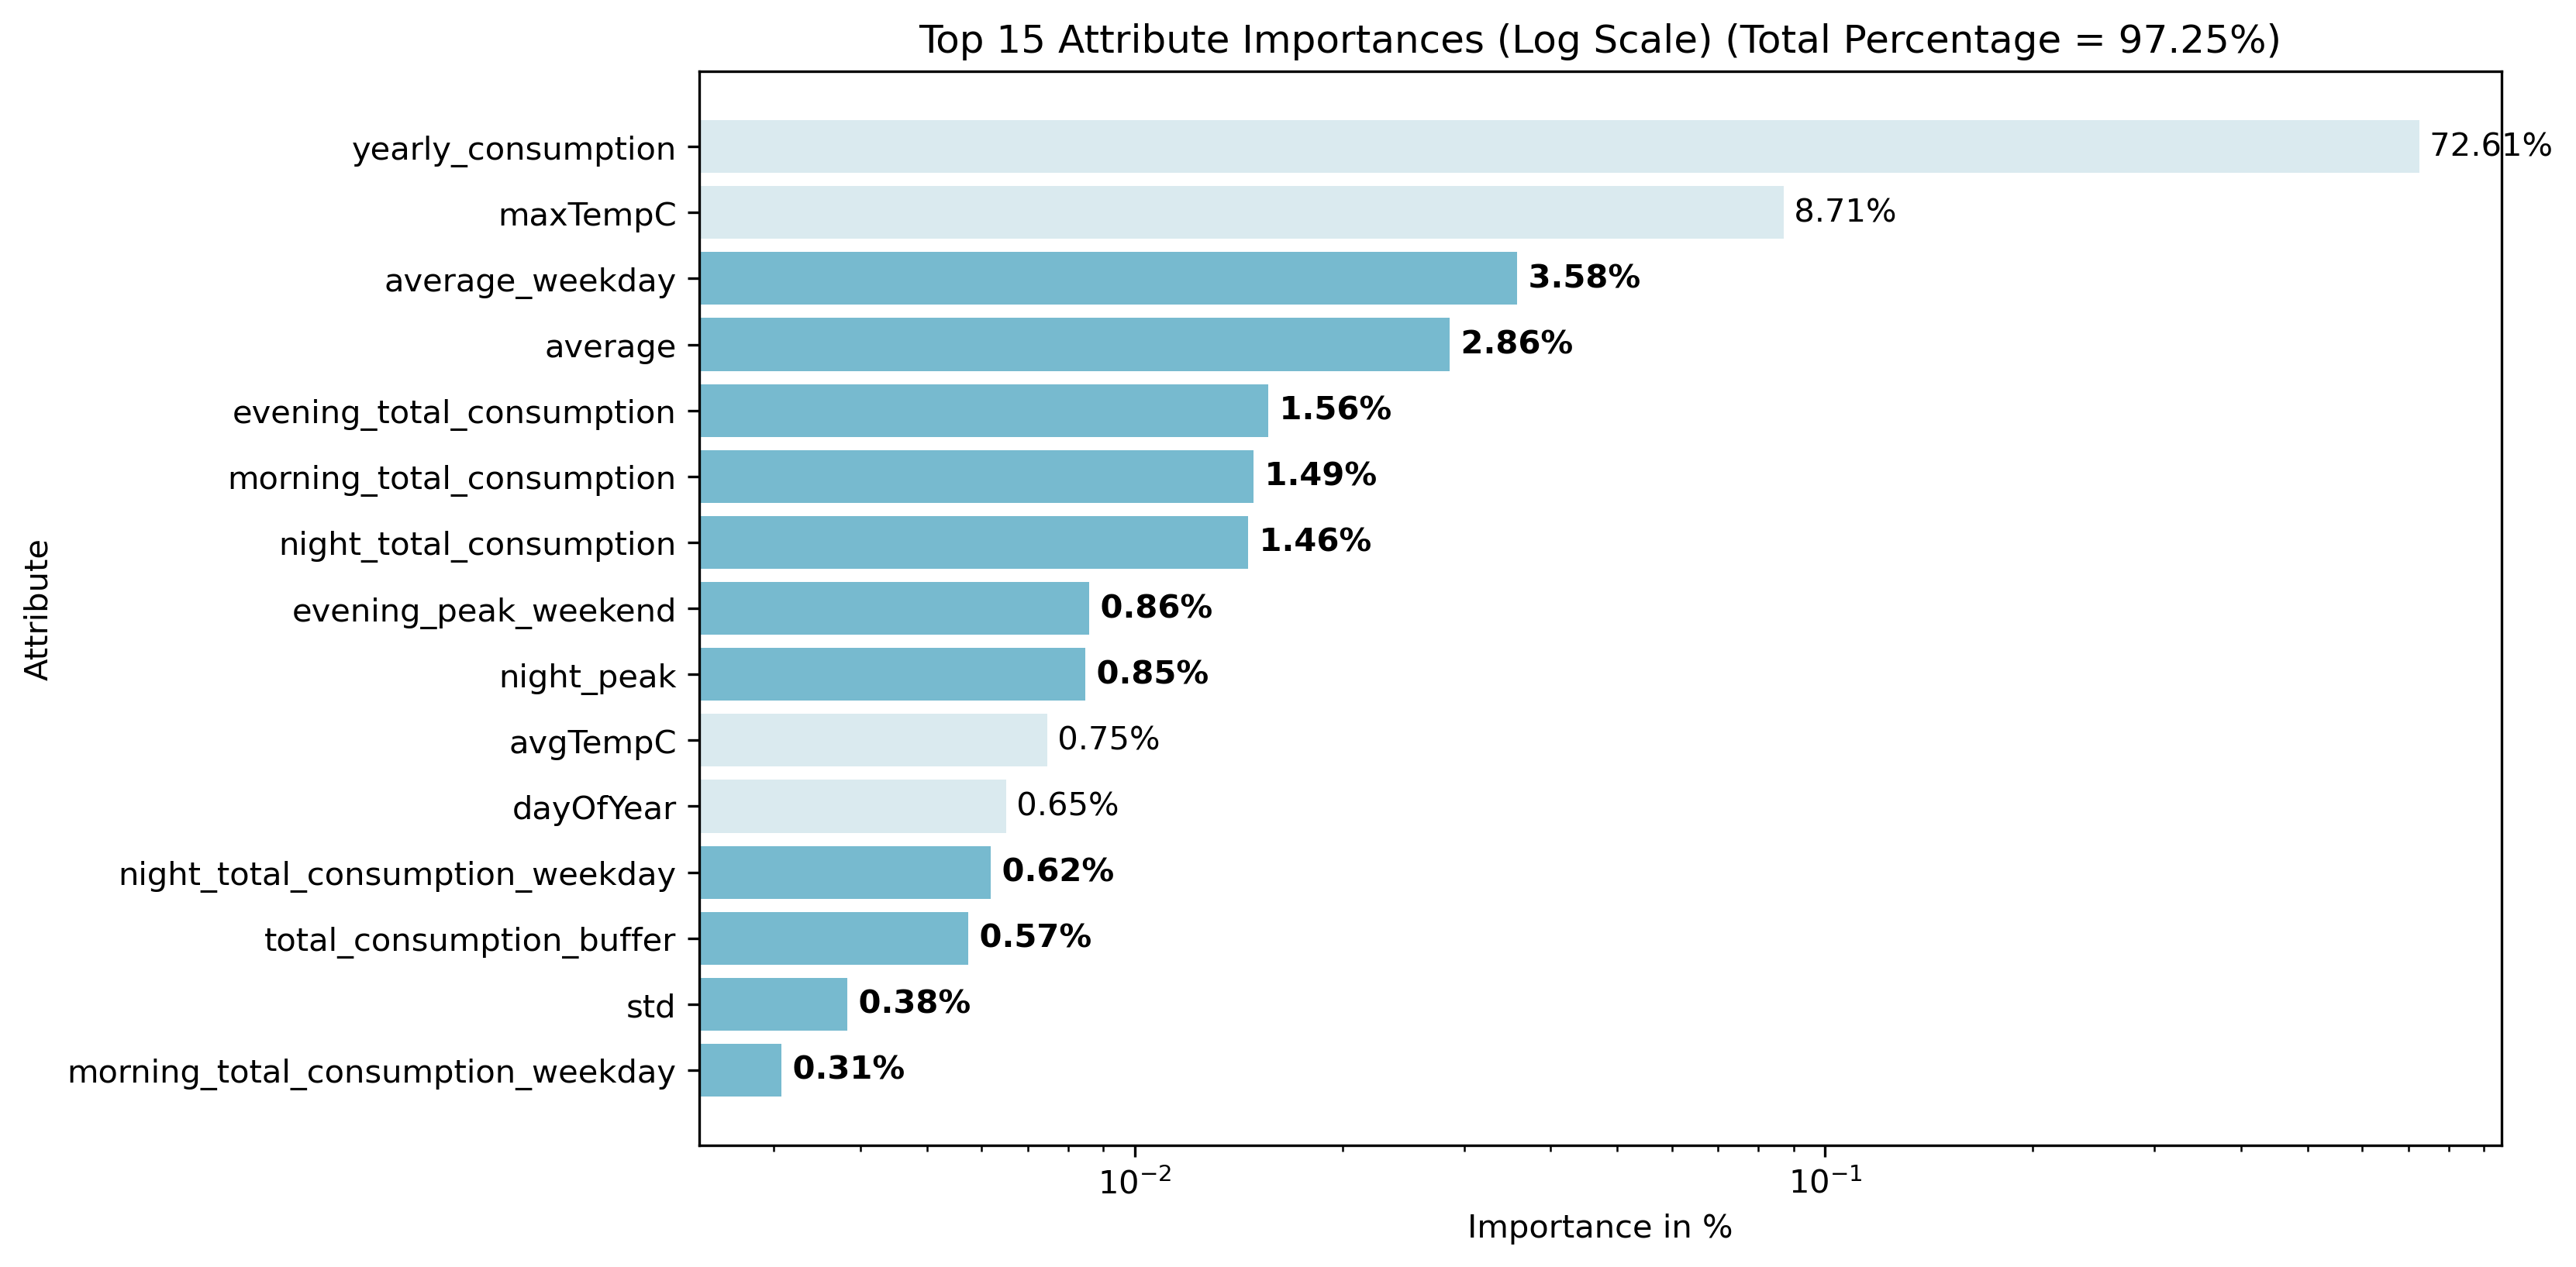 Top 15 Attribute Importances (Log Scale) (Total Percentage = 97.25%)
Attribute
yearly_consumption 72.61%
maxTempC 8.71%
average_weekday 3.58%
average 2.86%
evening_total_consumption 1.56%
morning_total_consumption 1.49%
night_total_consumption 1.46%
evening_peak_weekend 0.86%
night_peak 0.85%
avgTempC 0.75%
dayOfYear 0.65%
night_total_consumption_weekday 0.62%
total_consumption_buffer 0.57%
std 0.38%
morning_total_consumption_weekday 0.31%
10⁻² 10⁻¹
Importance in %